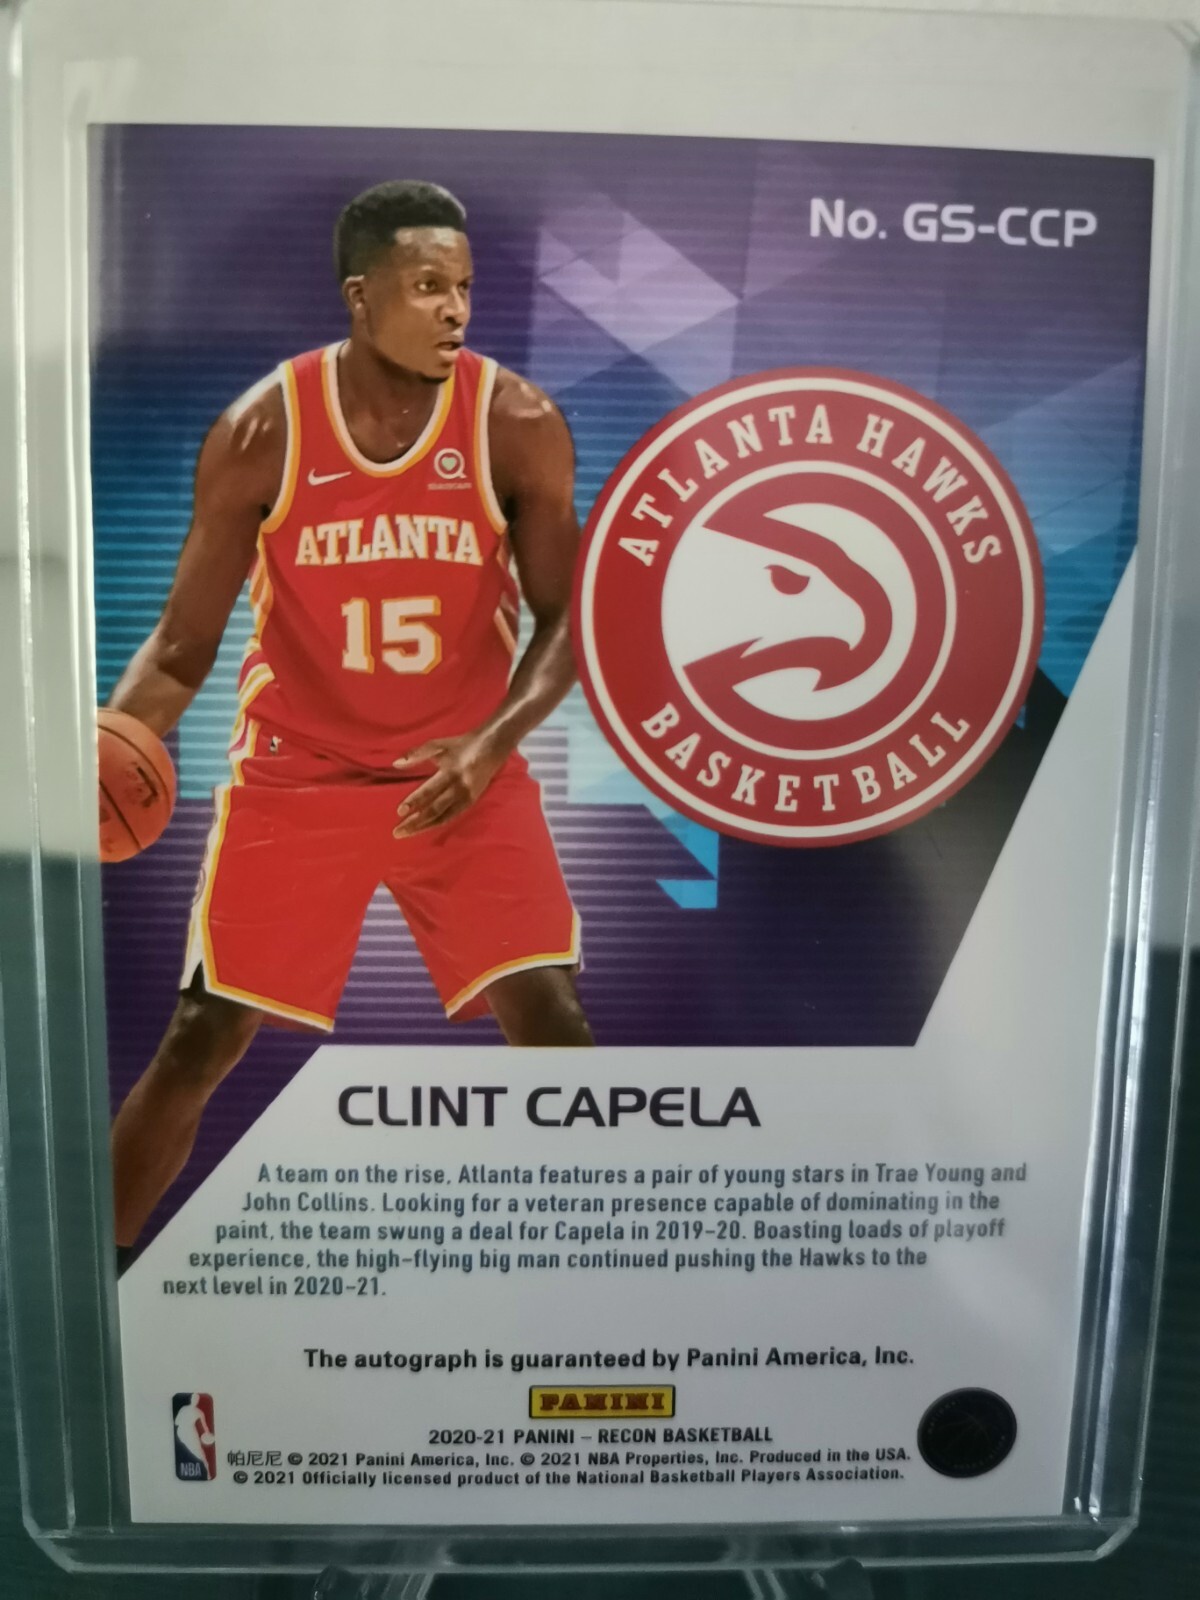 No. GS-CCP
ATLANTA HAWKS
BASKETBALL
ATLANTA
15
CLINT CAPELA
A team on the rise, Atlanta features a pair of young stars in Trae Young and
John Collins. Looking for a veteran presence capable of dominating in the
paint, the team swung a deal for Capela in 2019-20. Boasting loads of playoff
experience, the high-flying big man continued pushing the Hawks to the
next level in 2020-21.
The autograph is guaranteed by Panini America, Inc.
PANINI
2020-21 PANINI – RECON BASKETBALL
帕尼尼 © 2021 Panini America, Inc. © 2021 NBA Properties, Inc. Produced in the USA.
© 2021 Officially licensed product of the National Basketball Players Association.
NBA